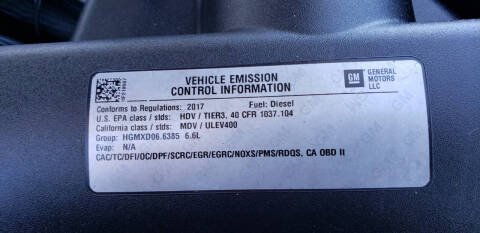 VEHICLE EMISSION
CONTROL INFORMATION
GM
GENERAL
MOTORS
LLC
Conforms to Regulations: 2017 Fuel: Diesel
U.S. EPA class / stds: HDV / TIER3, 40 CFR 1037.104
California class / stds: MDV / ULEV400
Group: HGMXD06.6385 6.6L
Evap: N/A
CAC/TC/DFI/OC/DPF/SCRC/EGR/EGRC/NOXS/PMS/RDQS, CA OBD II